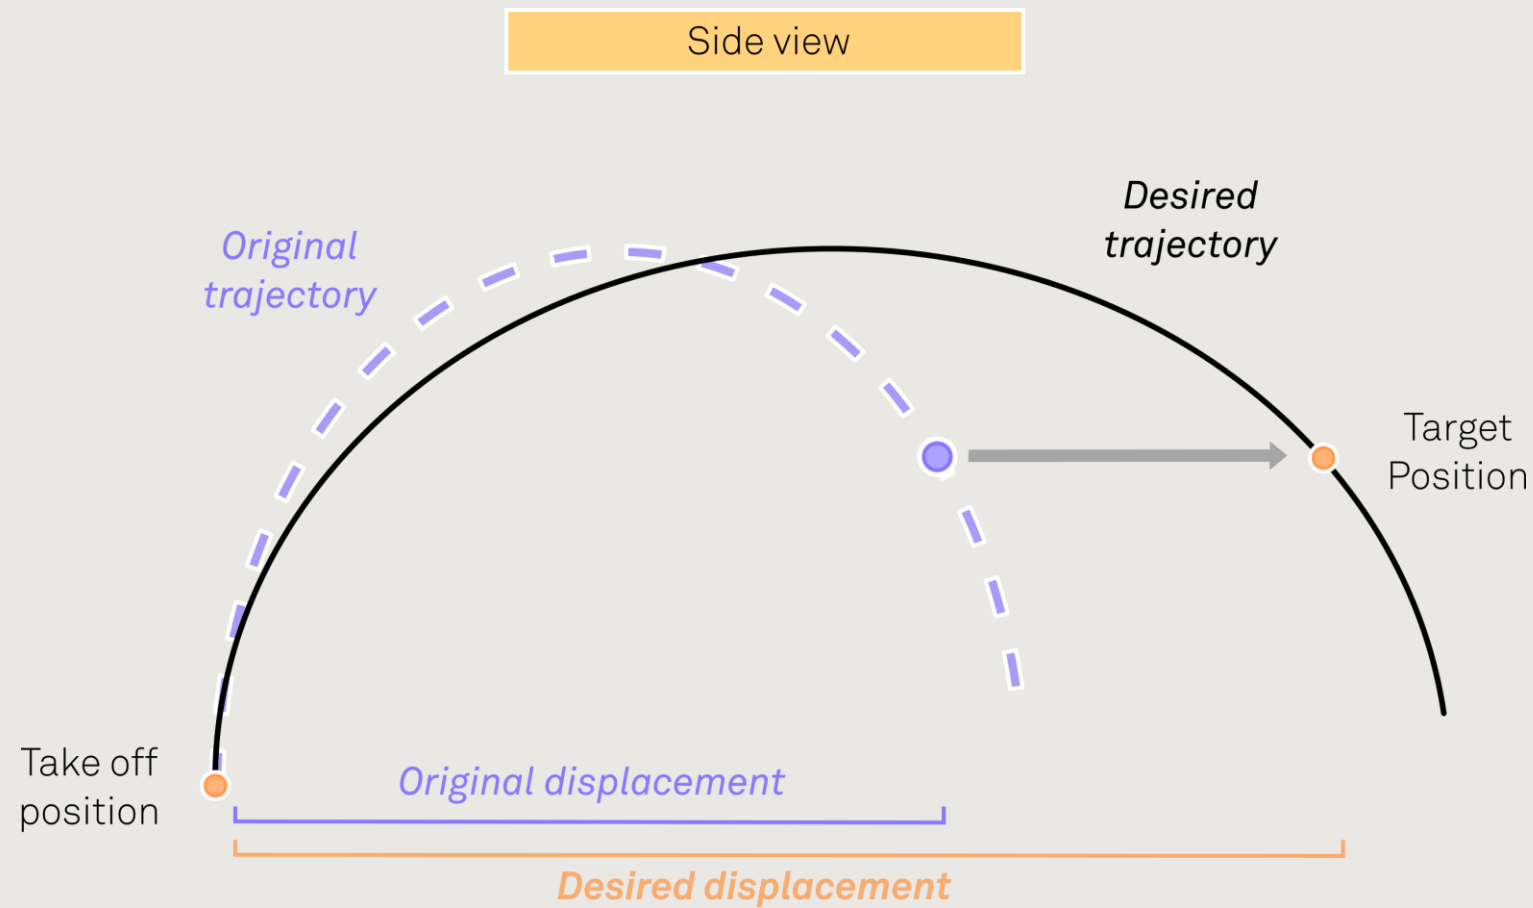 Side view
Desired
trajectory
Original
trajectory
Target
Position
Take off
position
Original displacement
Desired displacement